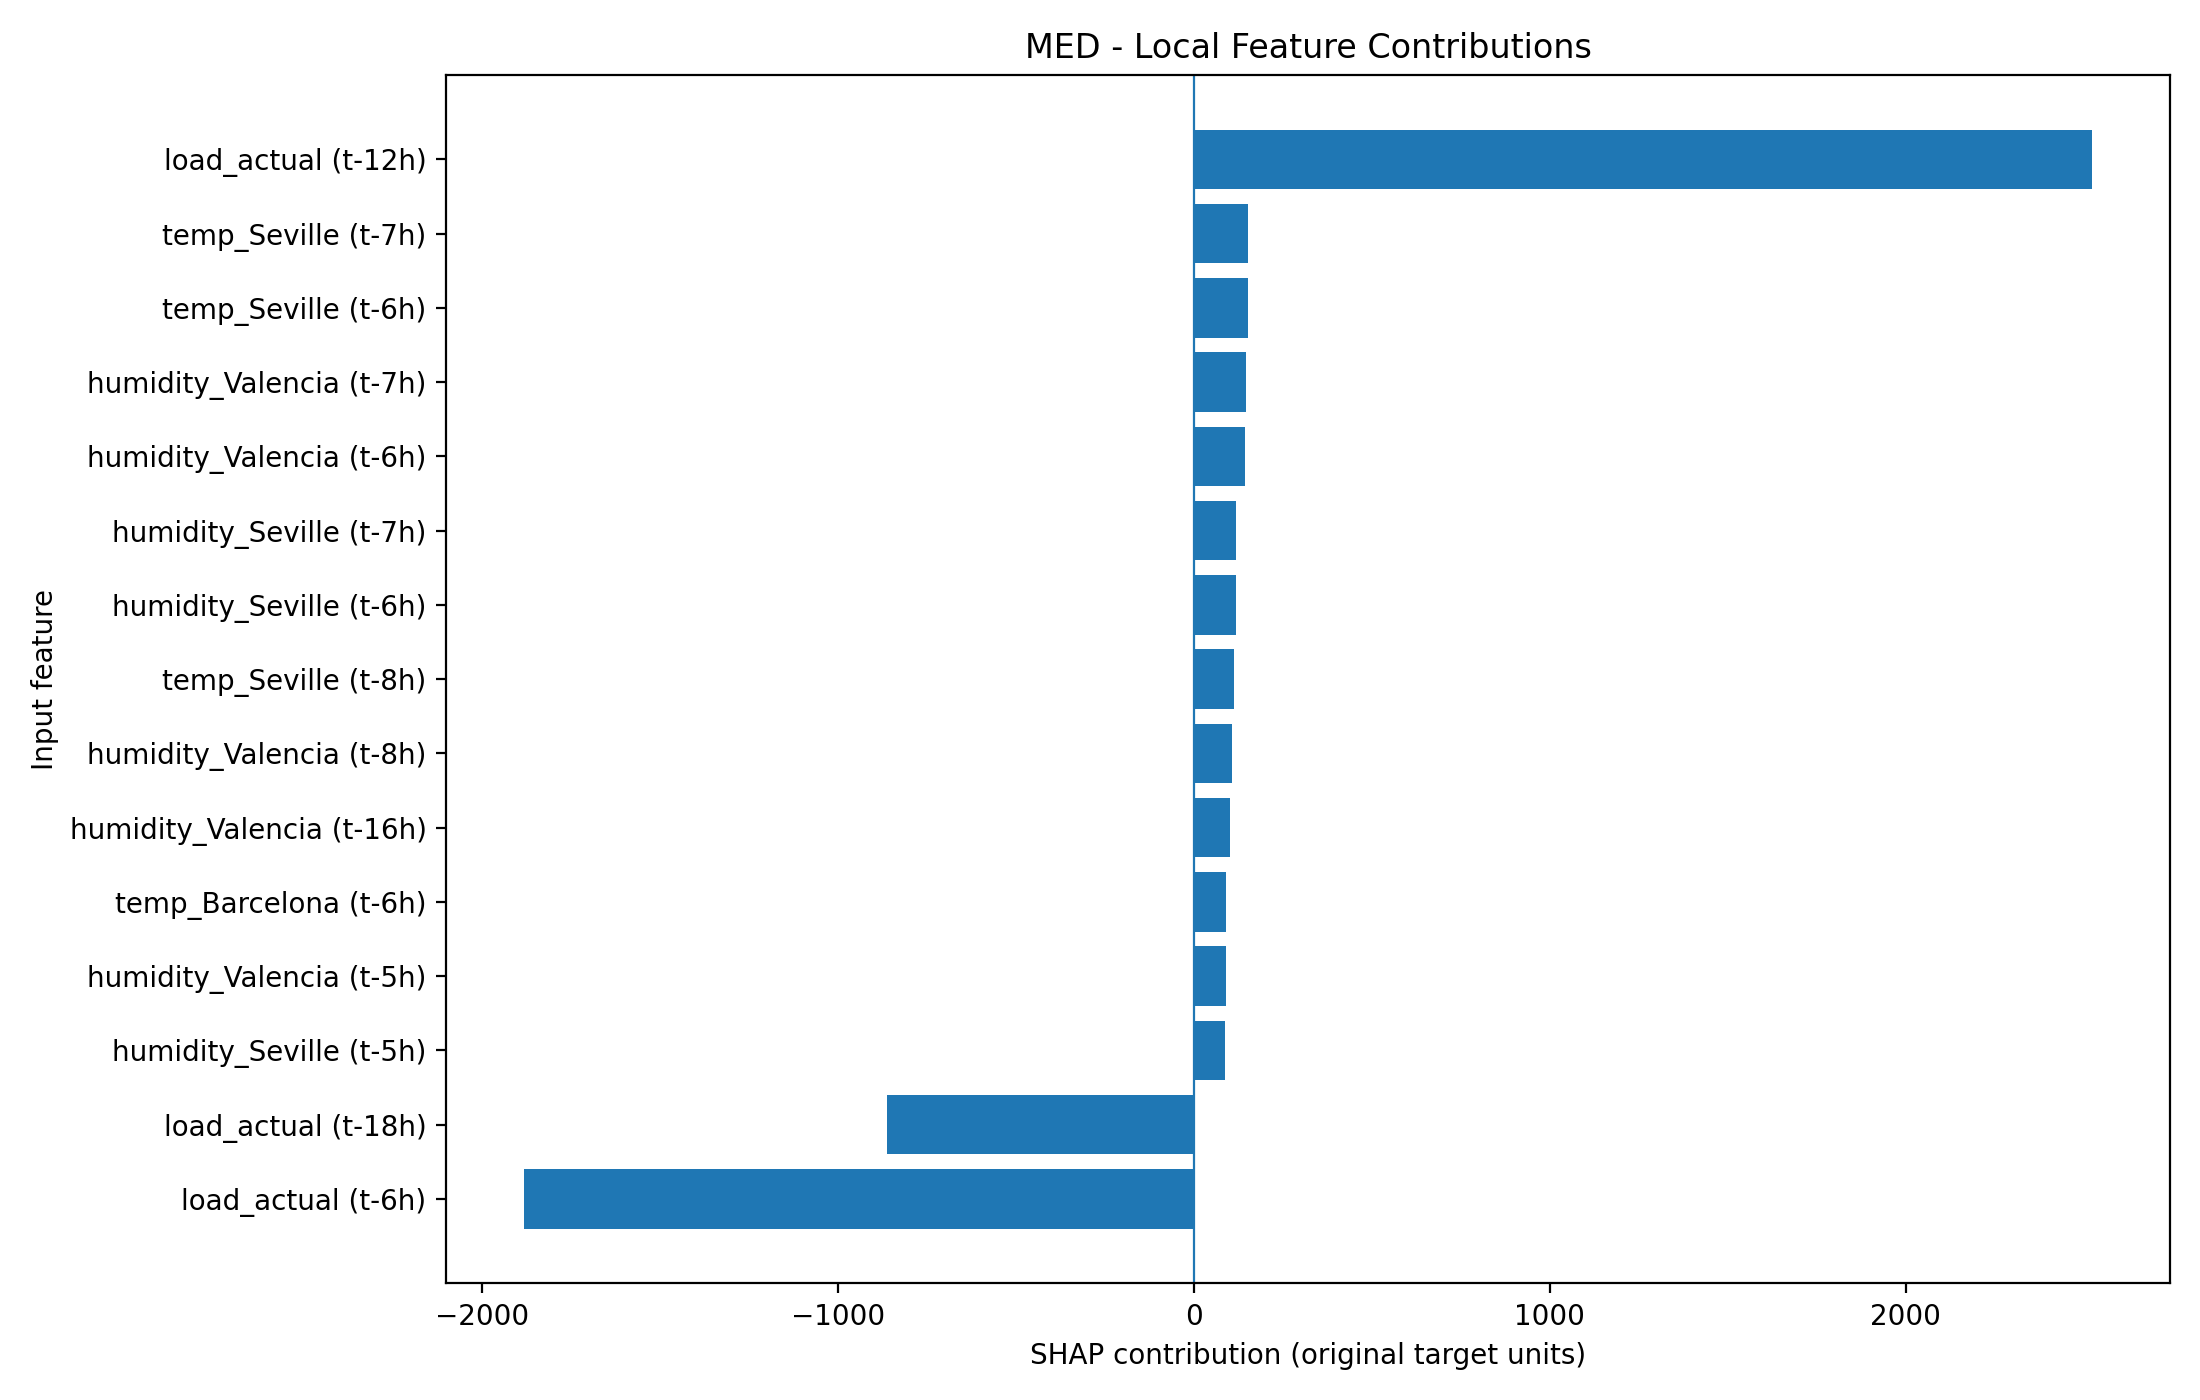 MED - Local Feature Contributions
load_actual (t-12h)
temp_Seville (t-7h)
temp_Seville (t-6h)
humidity_Valencia (t-7h)
humidity_Valencia (t-6h)
humidity_Seville (t-7h)
humidity_Seville (t-6h)
temp_Seville (t-8h)
humidity_Valencia (t-8h)
humidity_Valencia (t-16h)
temp_Barcelona (t-6h)
humidity_Valencia (t-5h)
humidity_Seville (t-5h)
load_actual (t-18h)
load_actual (t-6h)
Input feature
−2000 −1000 0 1000 2000
SHAP contribution (original target units)